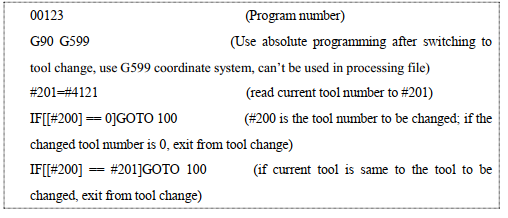 00123 (Program number)
G90 G599 (Use absolute programming after switching to
tool change, use G599 coordinate system, can't be used in processing file)
#201=#4121 (read current tool number to #201)
IF[[#200] == 0]GOTO 100 (#200 is the tool number to be changed; if the
changed tool number is 0, exit from tool change)
IF[[#200] == #201]GOTO 100 (if current tool is same to the tool to be
changed, exit from tool change)